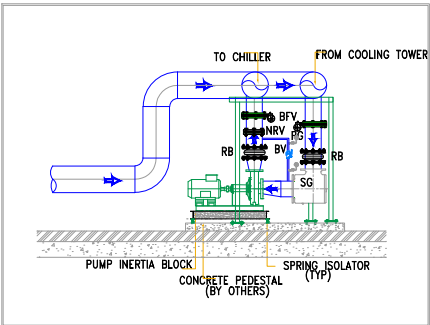 TO CHILLER
FROM COOLING TOWER
BFV
PG
NRV
BV
RB
RB
SG
PUMP INERTIA BLOCK
SPRING ISOLATOR
(TYP)
CONCRETE PEDESTAL
(BY OTHERS)